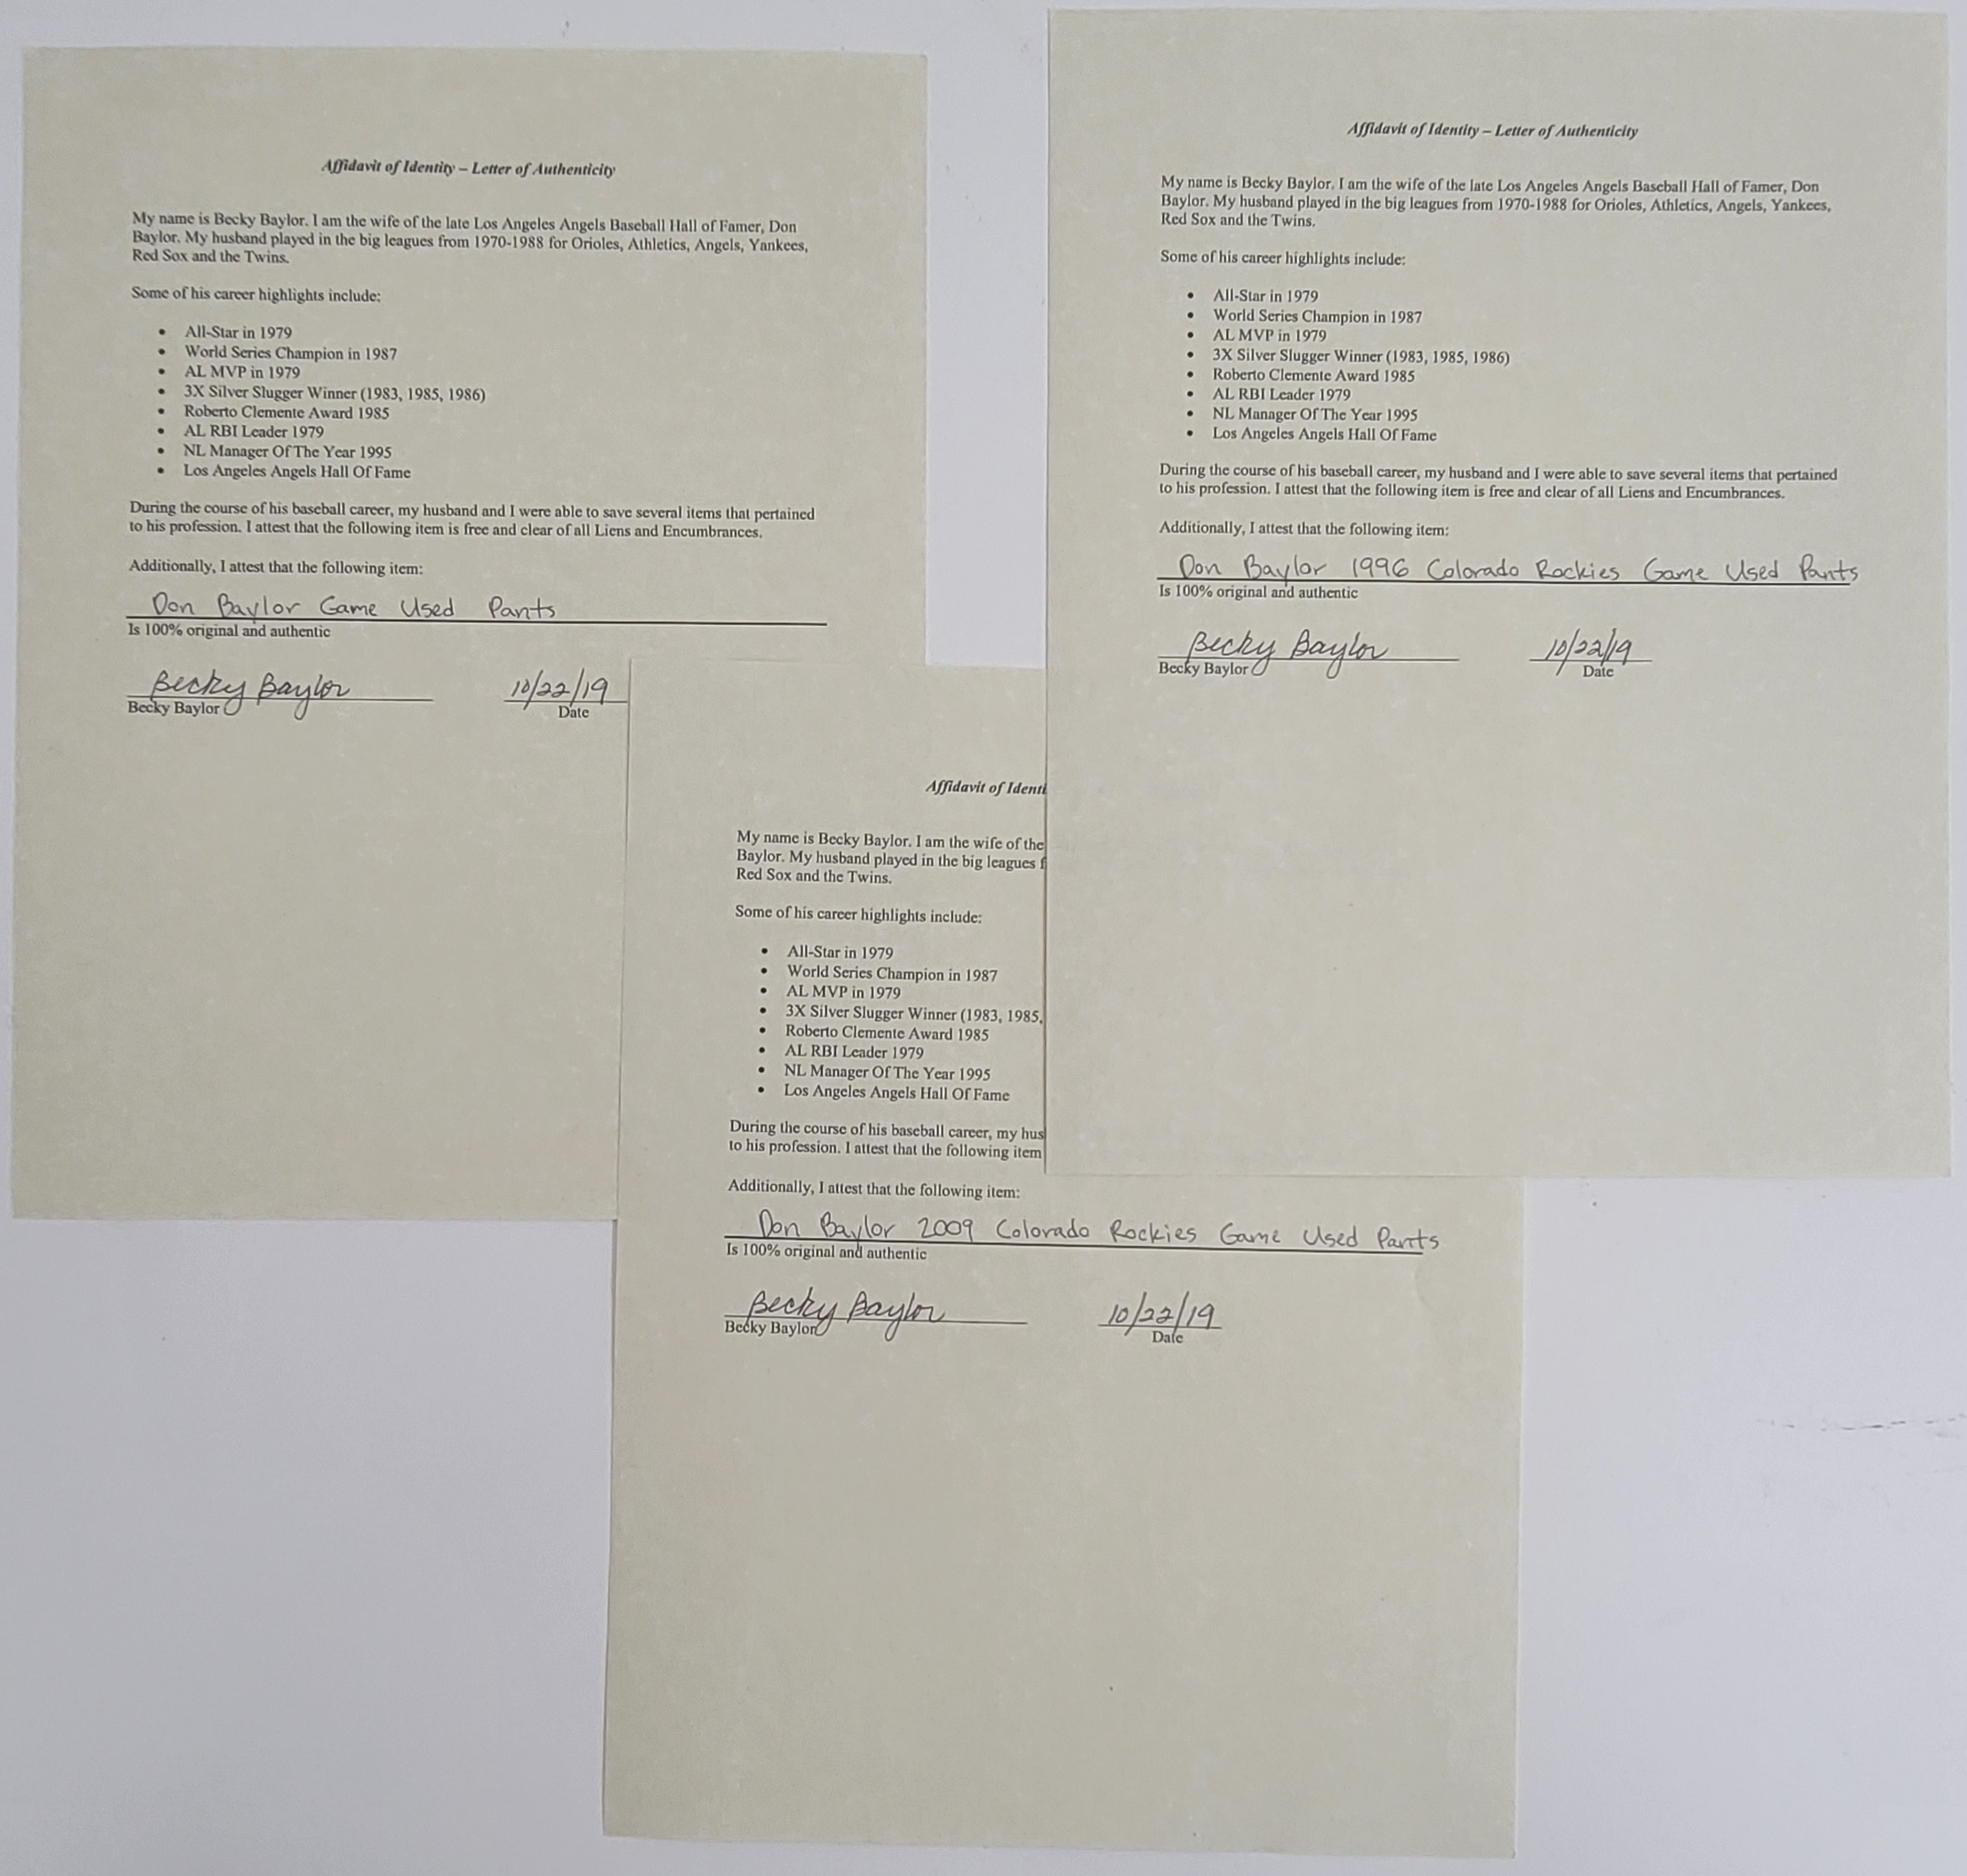 Affidavit of Identity – Letter of Authenticity
My name is Becky Baylor. I am the wife of the late Los Angeles Angels Baseball Hall of Famer, Don
Baylor. My husband played in the big leagues from 1970-1988 for Orioles, Athletics, Angels, Yankees,
Red Sox and the Twins.
Some of his career highlights include:
• All-Star in 1979
• World Series Champion in 1987
• AL MVP in 1979
• 3X Silver Slugger Winner (1983, 1985, 1986)
• Roberto Clemente Award 1985
• AL RBI Leader 1979
• NL Manager Of The Year 1995
• Los Angeles Angels Hall Of Fame
During the course of his baseball career, my husband and I were able to save several items that pertained
to his profession. I attest that the following item is free and clear of all Liens and Encumbrances.
Additionally, I attest that the following item:
Don Baylor Game Used Pants
Is 100% original and authentic
Becky Baylor 10/22/19
Becky Baylor Date
Affidavit of Identity – Letter of Authenticity
My name is Becky Baylor. I am the wife of the late Los Angeles Angels Baseball Hall of Famer, Don
Baylor. My husband played in the big leagues from 1970-1988 for Orioles, Athletics, Angels, Yankees,
Red Sox and the Twins.
Some of his career highlights include:
• All-Star in 1979
• World Series Champion in 1987
• AL MVP in 1979
• 3X Silver Slugger Winner (1983, 1985, 1986)
• Roberto Clemente Award 1985
• AL RBI Leader 1979
• NL Manager Of The Year 1995
• Los Angeles Angels Hall Of Fame
During the course of his baseball career, my husband and I were able to save several items that pertained
to his profession. I attest that the following item is free and clear of all Liens and Encumbrances.
Additionally, I attest that the following item:
Don Baylor 1996 Colorado Rockies Game Used Pants
Is 100% original and authentic
Becky Baylor 10/22/19
Becky Baylor Date
Affidavit of Identi
My name is Becky Baylor. I am the wife of the
Baylor. My husband played in the big leagues f
Red Sox and the Twins.
Some of his career highlights include:
• All-Star in 1979
• World Series Champion in 1987
• AL MVP in 1979
• 3X Silver Slugger Winner (1983, 1985,
• Roberto Clemente Award 1985
• AL RBI Leader 1979
• NL Manager Of The Year 1995
• Los Angeles Angels Hall Of Fame
During the course of his baseball career, my hus
to his profession. I attest that the following item
Additionally, I attest that the following item:
Don Baylor 2009 Colorado Rockies Game Used Pants
Is 100% original and authentic
Becky Baylor 10/22/19
Becky Baylor Date